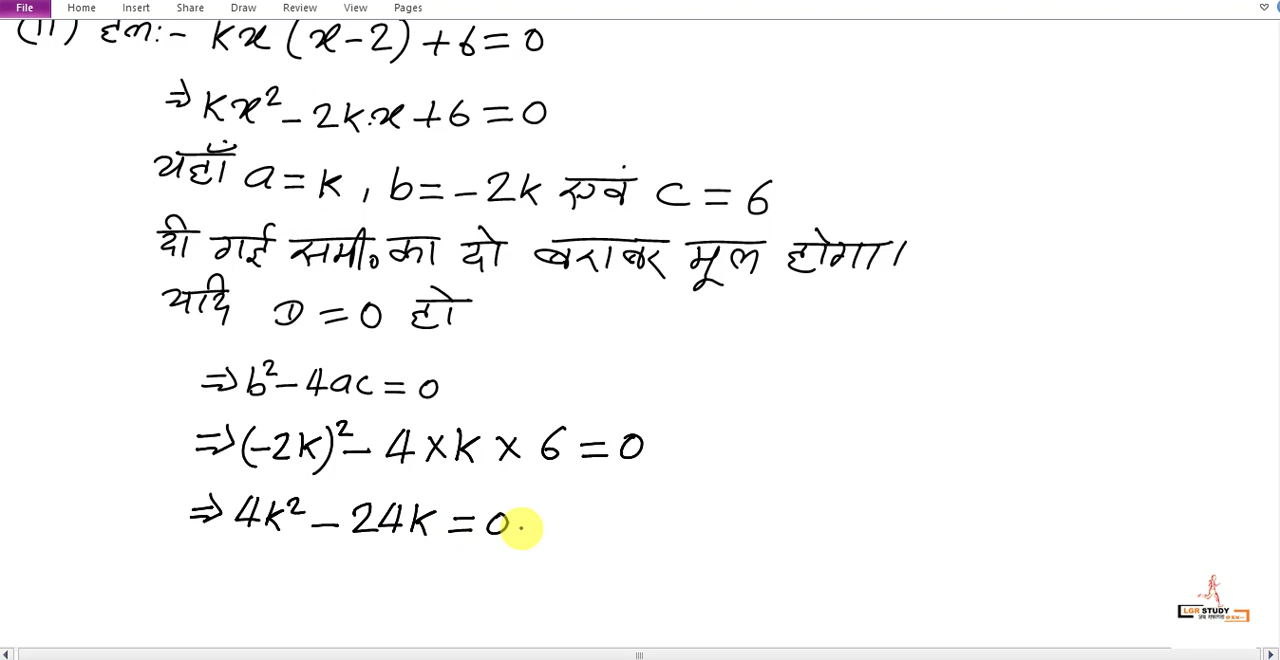 File Home Insert Share Draw Review View Pages
(ii) हल:- kx (x-2) + 6 = 0
⇒ kx² - 2k.x + 6 = 0
यहाँ a = k, b = -2k एवं c = 6
दी गई समी० का दो बराबर मूल होगा।
यदि D = 0 हो
⇒ b² - 4ac = 0
⇒ (-2k)² - 4 × k × 6 = 0
⇒ 4k² - 24k = 0
LGR STUDY